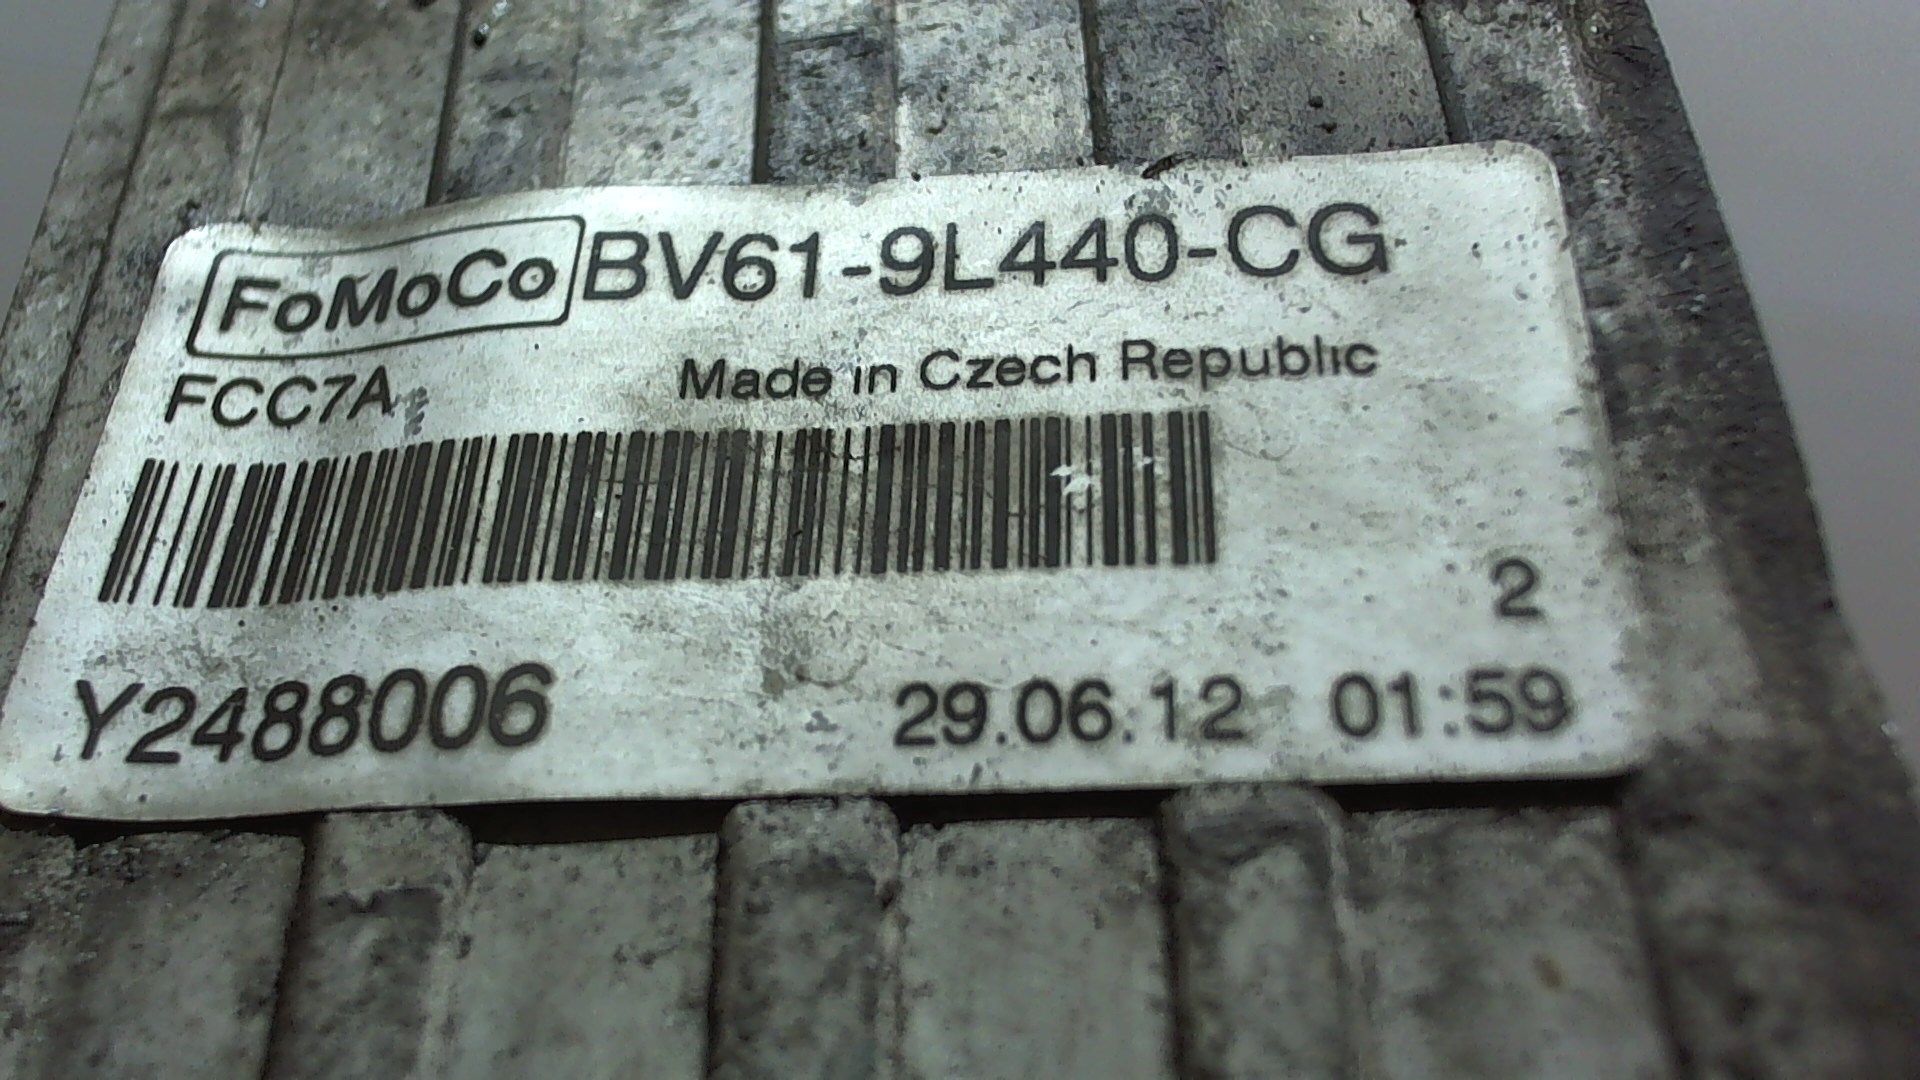 FoMoCo BV61-9L440-CG
FCC7A Made in Czech Republic
2
Y2488006 29.06.12 01:59